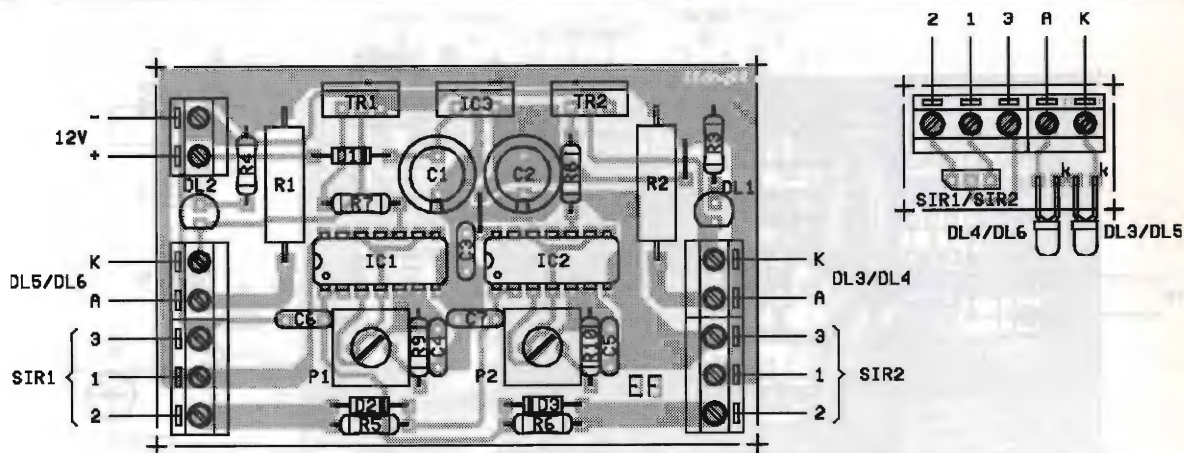 2 1 3 A K
TR1 IC3 TR2
-
12V
+
R4
R1
D1
C1
C2
R6
R2
R3
DL2
DL1
R7
SIR1/SIR2
k k
DL4/DL6
DL3/DL5
IC1
C3
IC2
K
A
DL5/DL6
K
A
DL3/DL4
C6
C7
R9
C4
R10
C5
P1
P2
3
1
2
SIR1
3
1
2
SIR2
EF
D2
D3
R5
R6